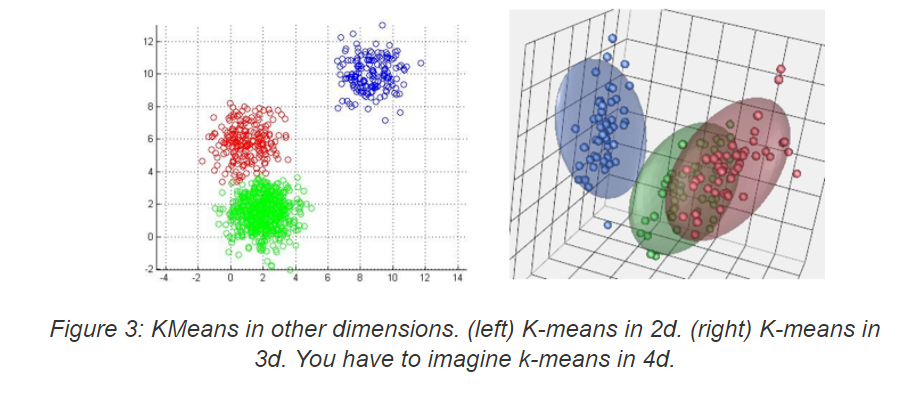 12
10
8
6
4
2
0
-2
-4 -2 0 2 4 6 8 10 12 14
Figure 3: KMeans in other dimensions. (left) K-means in 2d. (right) K-means in
3d. You have to imagine k-means in 4d.